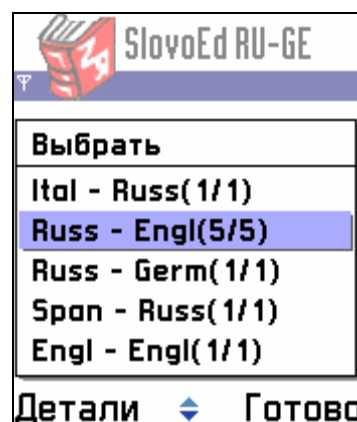 SlovoEd RU-GE
Выбрать
Ital - Russ(1/1)
Russ - Engl(5/5)
Russ - Germ(1/1)
Span - Russ(1/1)
Engl - Engl(1/1)
Детали Готово